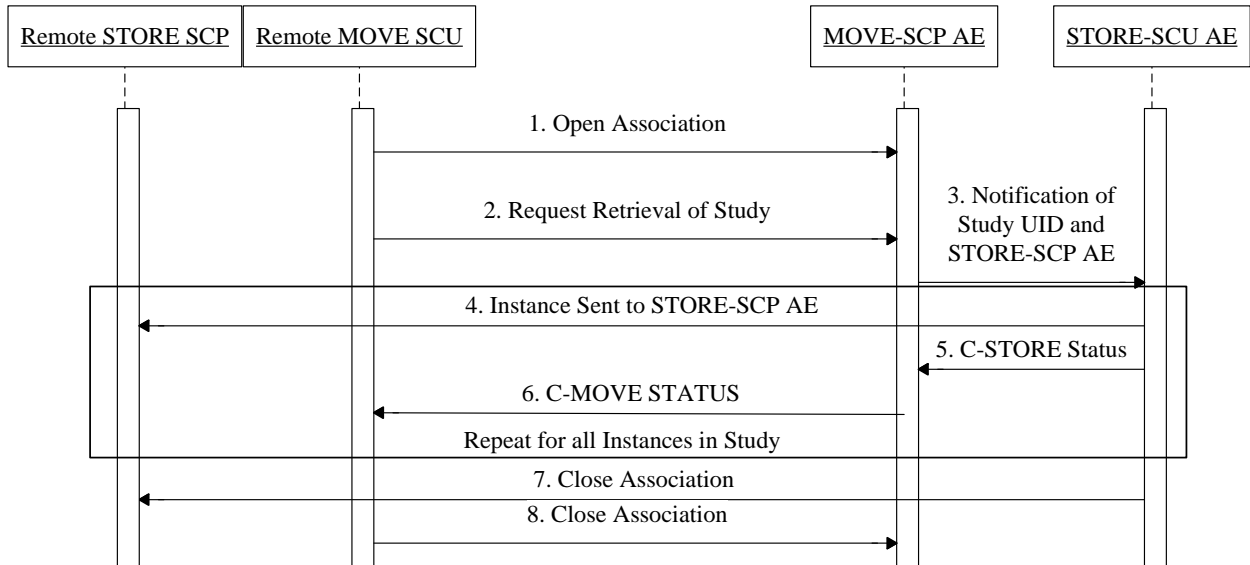 Remote STORE SCP
Remote MOVE SCU
MOVE-SCP AE
STORE-SCU AE
1. Open Association
2. Request Retrieval of Study
3. Notification of
Study UID and
STORE-SCP AE
4. Instance Sent to STORE-SCP AE
5. C-STORE Status
6. C-MOVE STATUS
Repeat for all Instances in Study
7. Close Association
8. Close Association